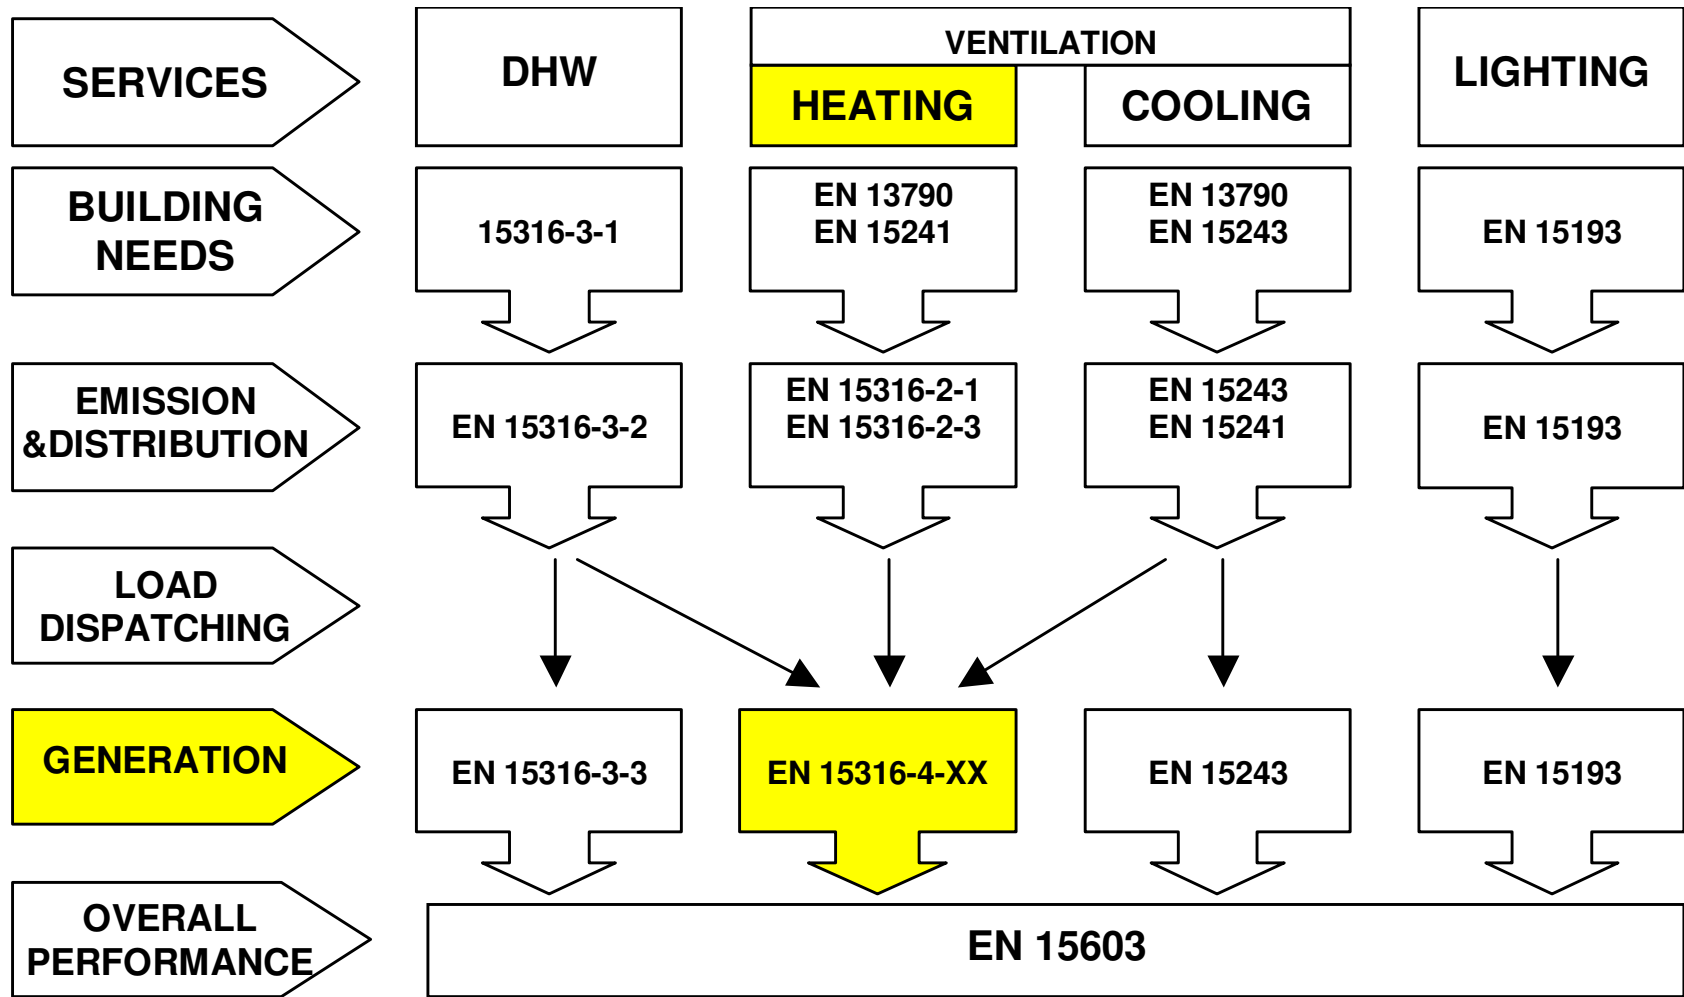 SERVICES
DHW
VENTILATION
HEATING
COOLING
LIGHTING
BUILDING
NEEDS
15316-3-1
EN 13790
EN 15241
EN 13790
EN 15243
EN 15193
EMISSION
&DISTRIBUTION
EN 15316-3-2
EN 15316-2-1
EN 15316-2-3
EN 15243
EN 15241
EN 15193
LOAD
DISPATCHING
GENERATION
EN 15316-3-3
EN 15316-4-XX
EN 15243
EN 15193
OVERALL
PERFORMANCE
EN 15603